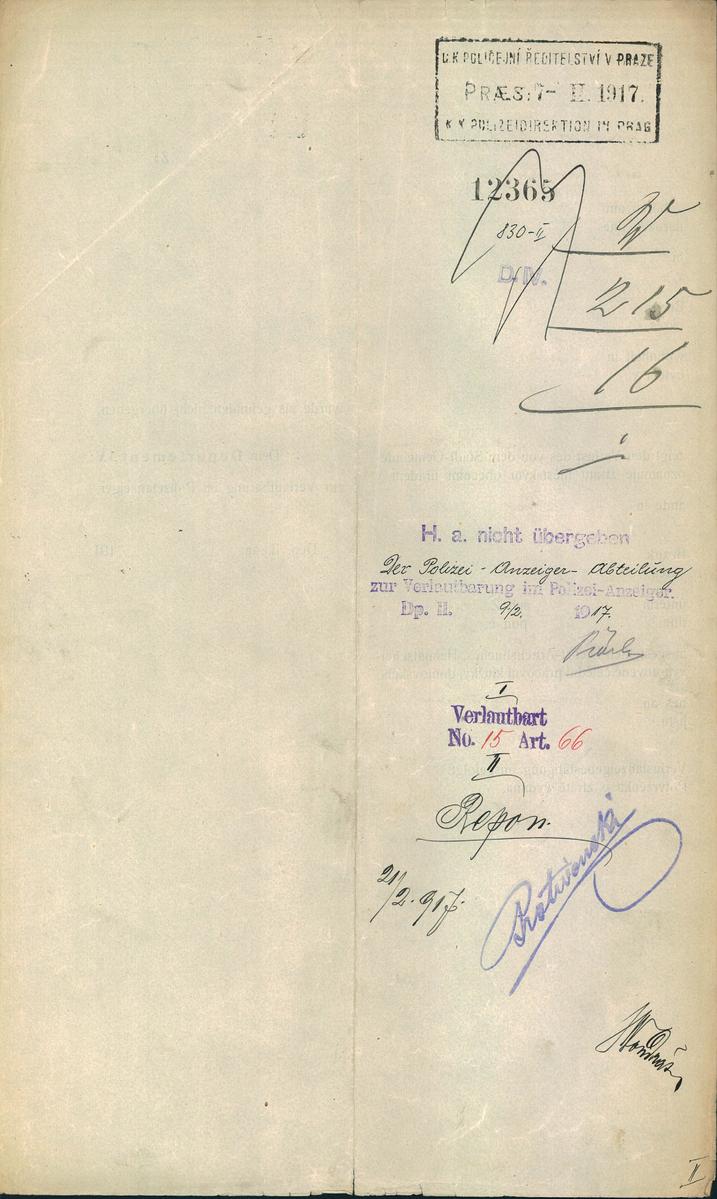 C.K POLICEJNÍ ŘEDITELSTVÍ V PRAZE
PRÆS: 7- II. 1917.
K.K POLIZEIDIREKTION IN PRAG
12365
830-II
D. IV.
215
16
H. a. nicht übergeben
Der Polizei-Anzeiger-Abteilung
zur Verlautbarung im Polizei-Anzeiger.
Dp. II. 9/2. 1917.
I
Verlautbart
No. 15 Art. 66
II
Repon.
21/2. 917.
II